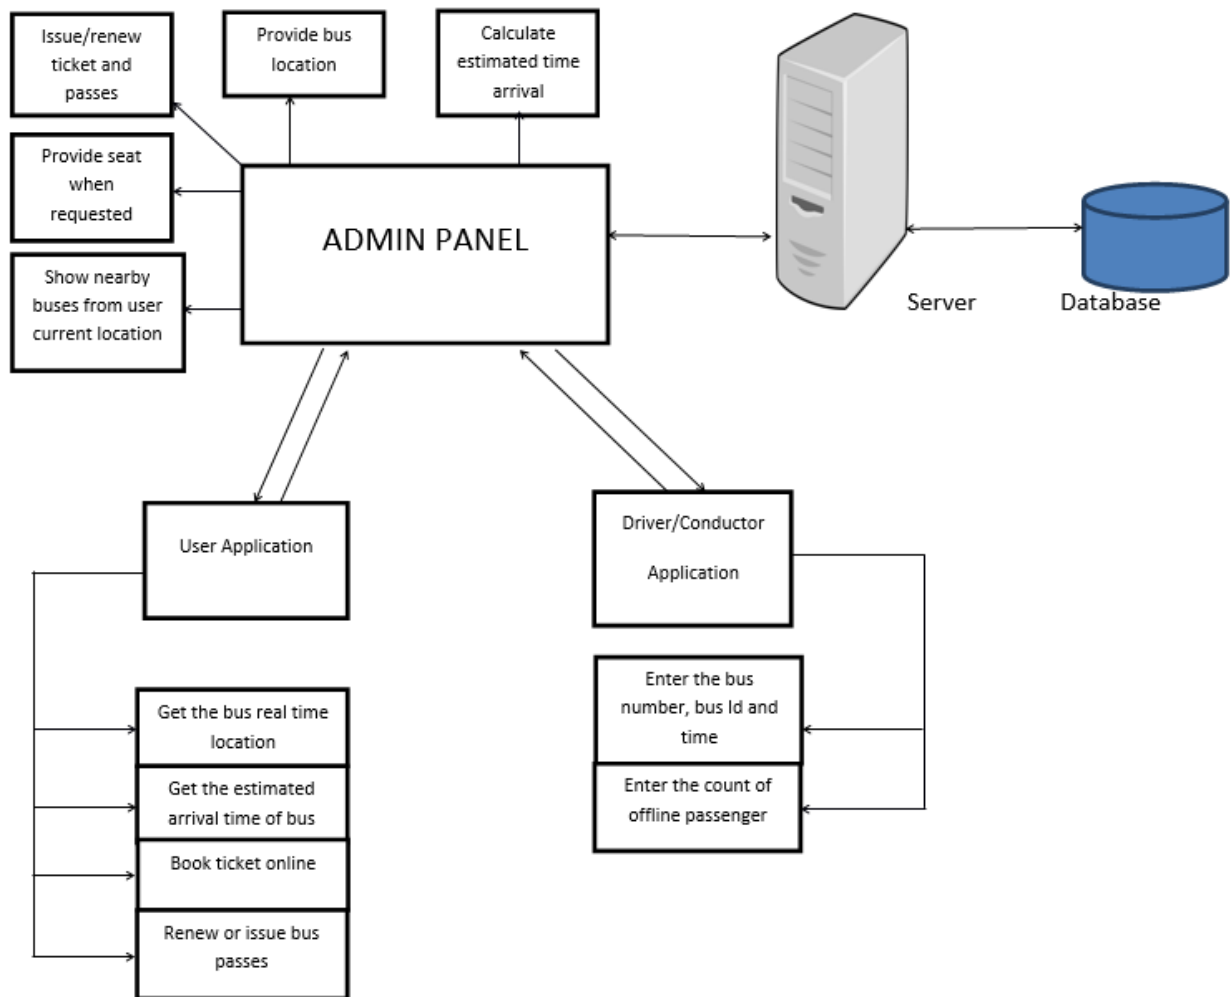 Issue/renew
ticket and
passes
Provide bus
location
Calculate
estimated time
arrival
Provide seat
when
requested
ADMIN PANEL
Show nearby
buses from user
current location
Server
Database
User Application
Driver/Conductor
Application
Get the bus real time
location
Get the estimated
arrival time of bus
Book ticket online
Renew or issue bus
passes
Enter the bus
number, bus Id and
time
Enter the count of
offline passenger